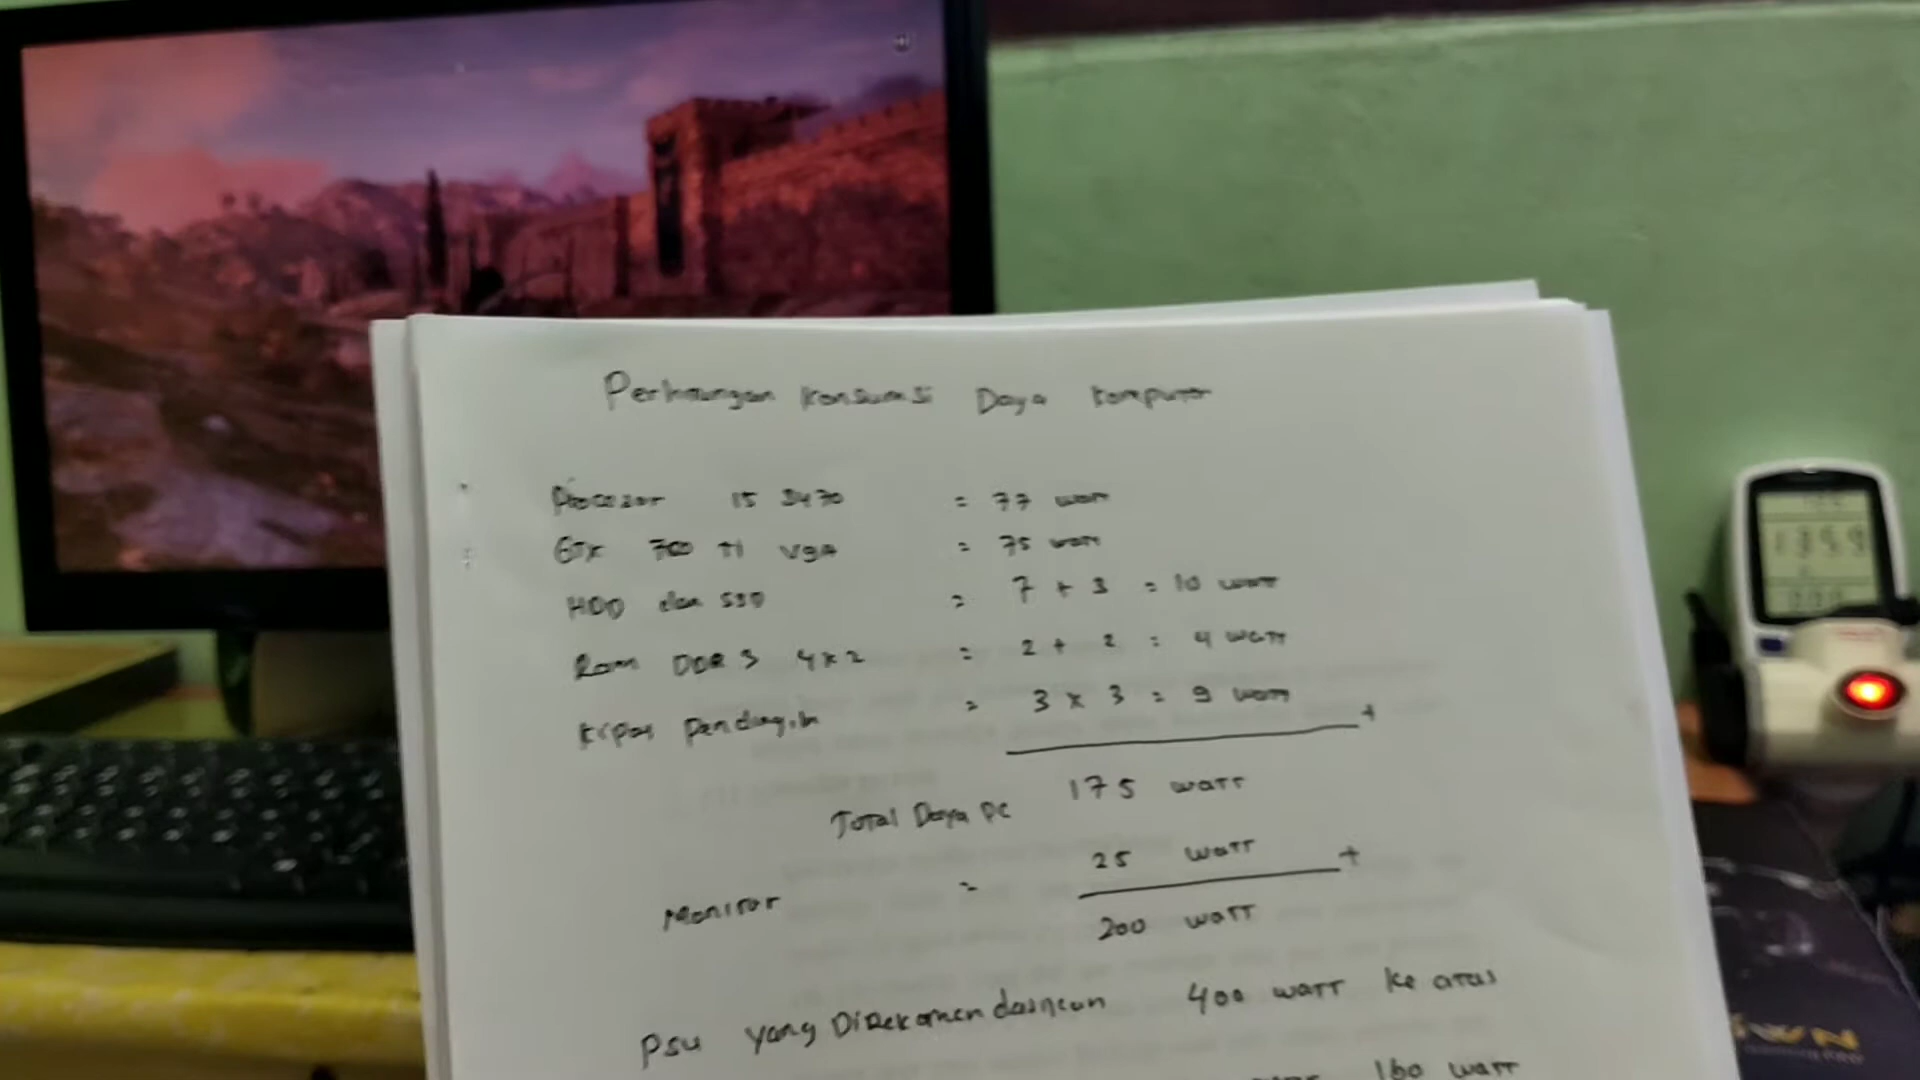 Perhitungan Konsumsi Daya Komputer
Processor i5 3470 = 77 watt
GTX 750 ti VGA = 75 watt
HDD dan SSD = 7 + 3 = 10 watt
Ram DDR 3 4x2 = 2 + 2 = 4 watt
Kipas Pendingin = 3 x 3 = 9 watt +
Total Daya PC 175 watt
Monitor = 25 watt +
200 watt
PSU yang Direkomendasikan 400 watt ke atas
160 watt